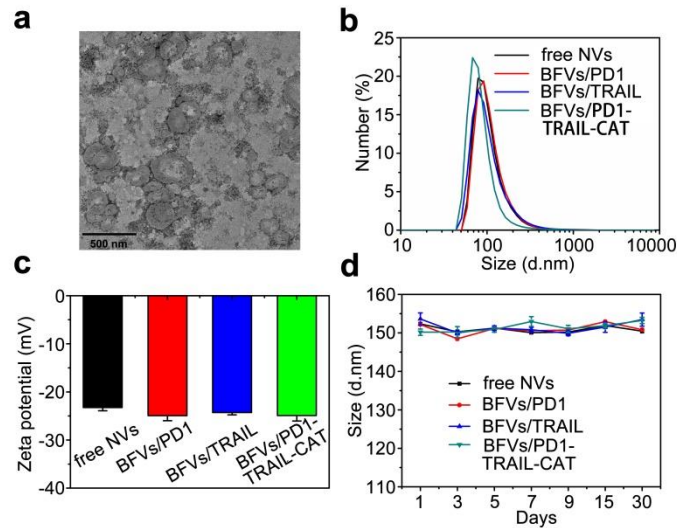 a
500 nm
b
Number (%)
25
20
15
10
5
0
free NVs
BFVs/PD1
BFVs/TRAIL
BFVs/PD1-
TRAIL-CAT
10 100 1000 10000
Size (d.nm)
c
Zeta potential (mV)
0
-10
-20
-30
-40
free NVs
BFVs/PD1
BFVs/TRAIL
BFVs/PD1-
TRAIL-CAT
d
Size (d.nm)
160
150
140
130
120
110
free NVs
BFVs/PD1
BFVs/TRAIL
BFVs/PD1-
TRAIL-CAT
1 3 5 7 9 15 30
Days